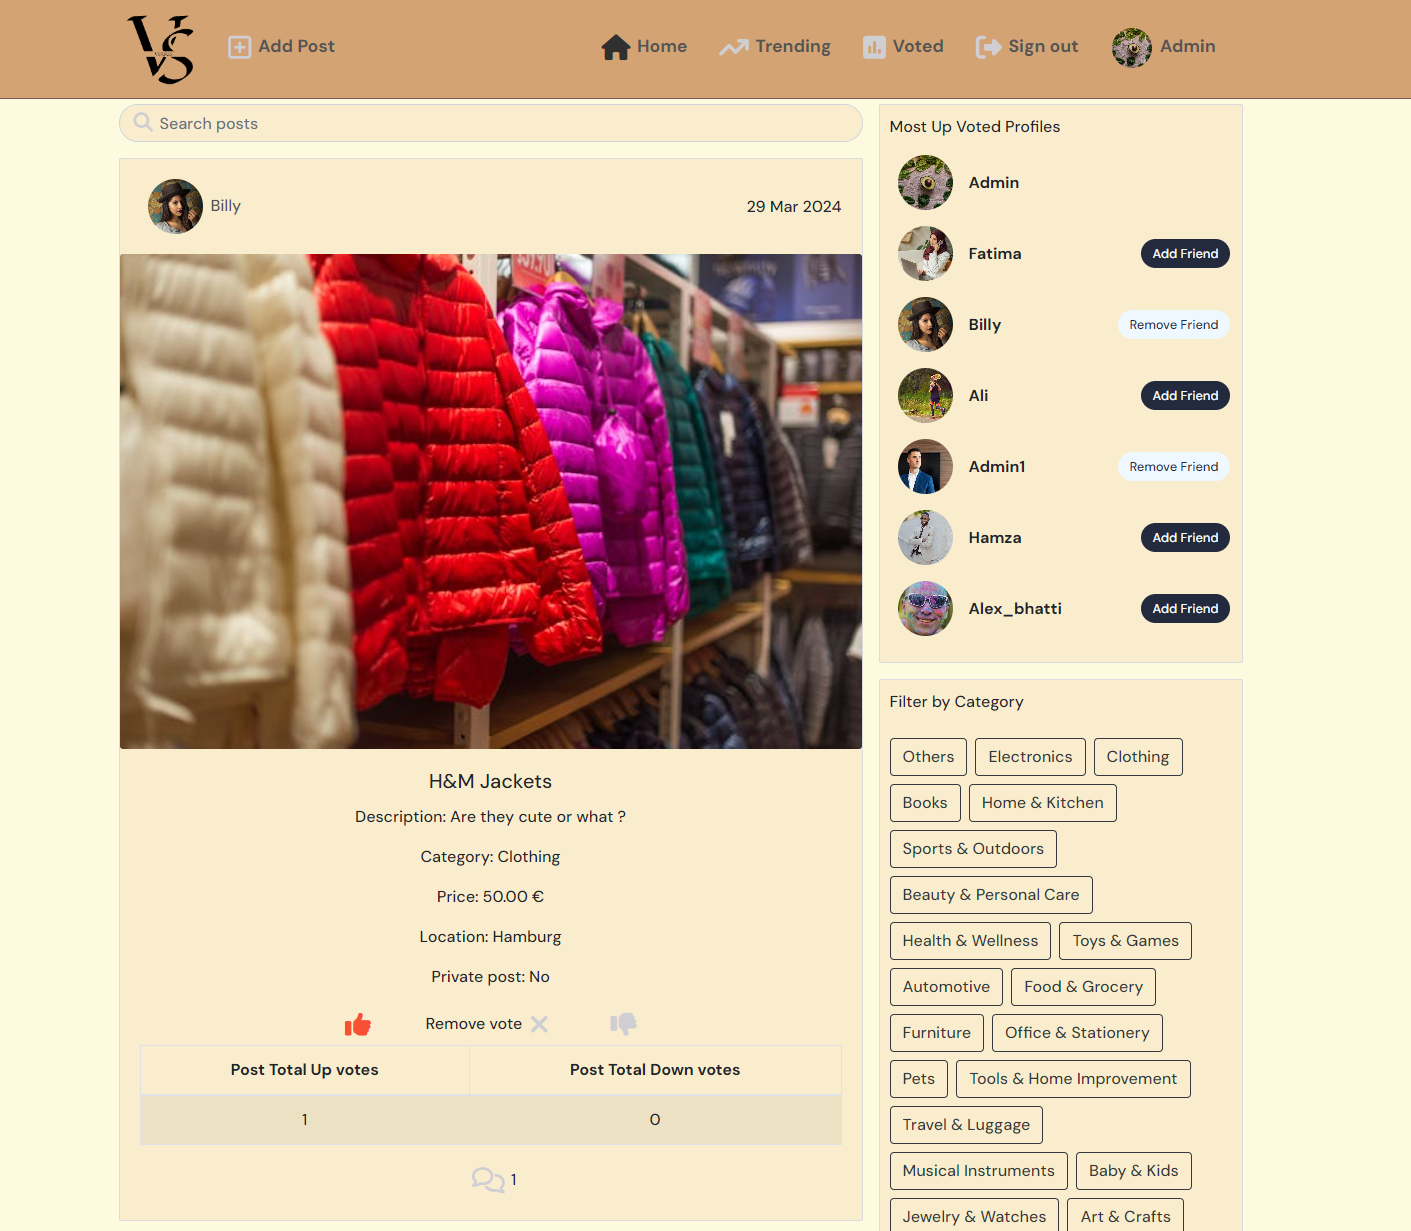 VS
Add Post
Home
Trending
Voted
Sign out
Admin
Search posts
Billy
29 Mar 2024
H&M Jackets
Description: Are they cute or what ?
Category: Clothing
Price: 50.00 €
Location: Hamburg
Private post: No
Remove vote
Post Total Up votes Post Total Down votes
1 0
1
Most Up Voted Profiles
Admin
Fatima Add Friend
Billy Remove Friend
Ali Add Friend
Admin1 Remove Friend
Hamza Add Friend
Alex_bhatti Add Friend
Filter by Category
Others Electronics Clothing
Books Home & Kitchen
Sports & Outdoors
Beauty & Personal Care
Health & Wellness Toys & Games
Automotive Food & Grocery
Furniture Office & Stationery
Pets Tools & Home Improvement
Travel & Luggage
Musical Instruments Baby & Kids
Jewelry & Watches Art & Crafts